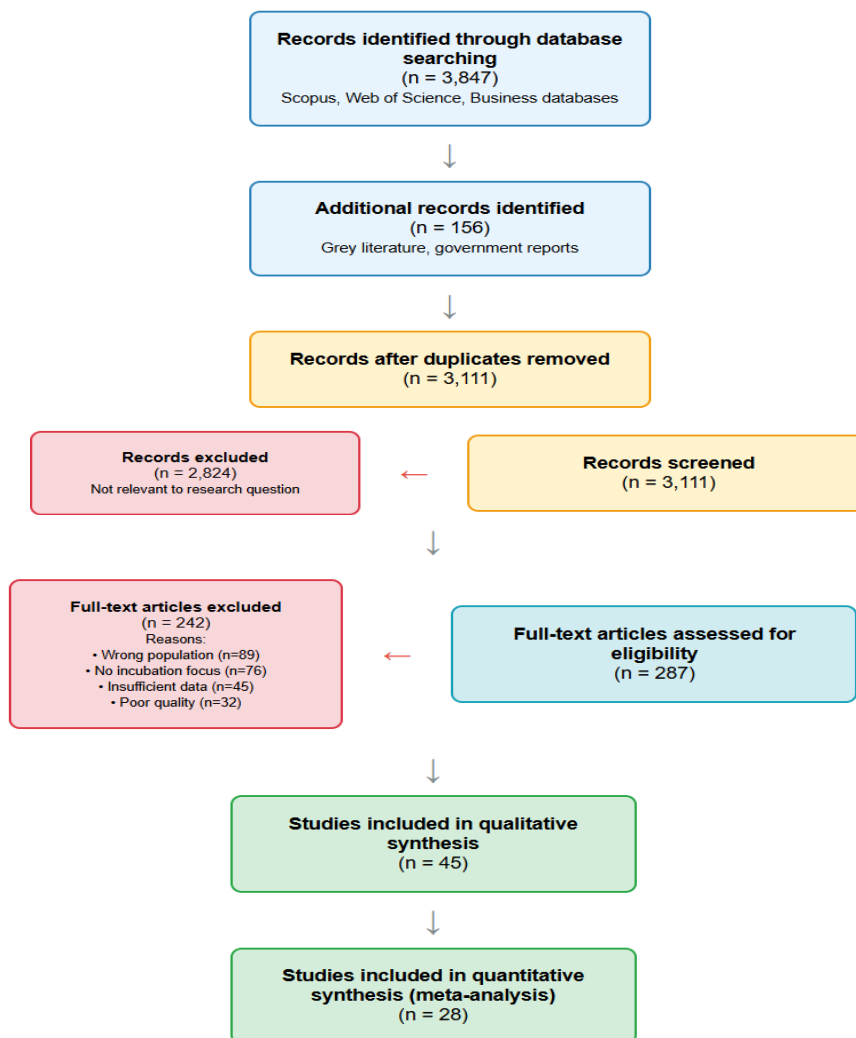 Records identified through database
searching
(n = 3,847)
Scopus, Web of Science, Business databases
↓
Additional records identified
(n = 156)
Grey literature, government reports
↓
Records after duplicates removed
(n = 3,111)
Records excluded
(n = 2,824)
Not relevant to research question
←
Records screened
(n = 3,111)
↓
Full-text articles excluded
(n = 242)
Reasons:
• Wrong population (n=89)
• No incubation focus (n=76)
• Insufficient data (n=45)
• Poor quality (n=32)
←
Full-text articles assessed for
eligibility
(n = 287)
↓
Studies included in qualitative
synthesis
(n = 45)
↓
Studies included in quantitative
synthesis (meta-analysis)
(n = 28)